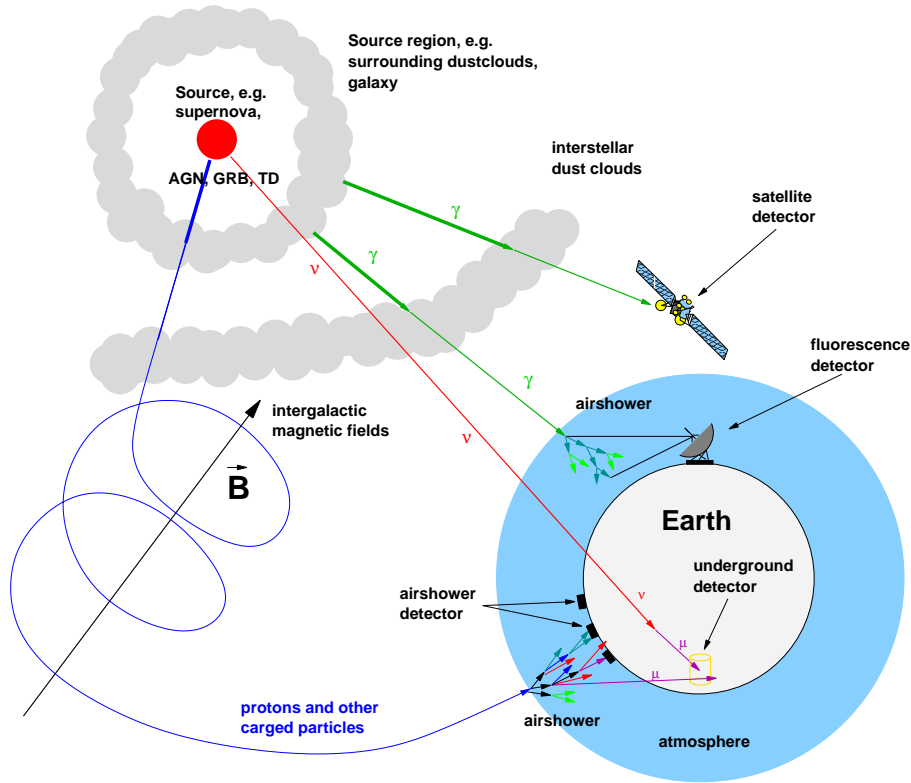 Source region, e.g.
surrounding dustclouds,
galaxy
Source, e.g.
supernova,
AGN, GRB, TD
interstellar
dust clouds
satellite
detector
γ
γ
ν
fluorescence
detector
γ
airshower
intergalactic
magnetic fields
ν
B
Earth
underground
detector
airshower
detector
ν
μ
μ
protons and other
carged particles
airshower
atmosphere